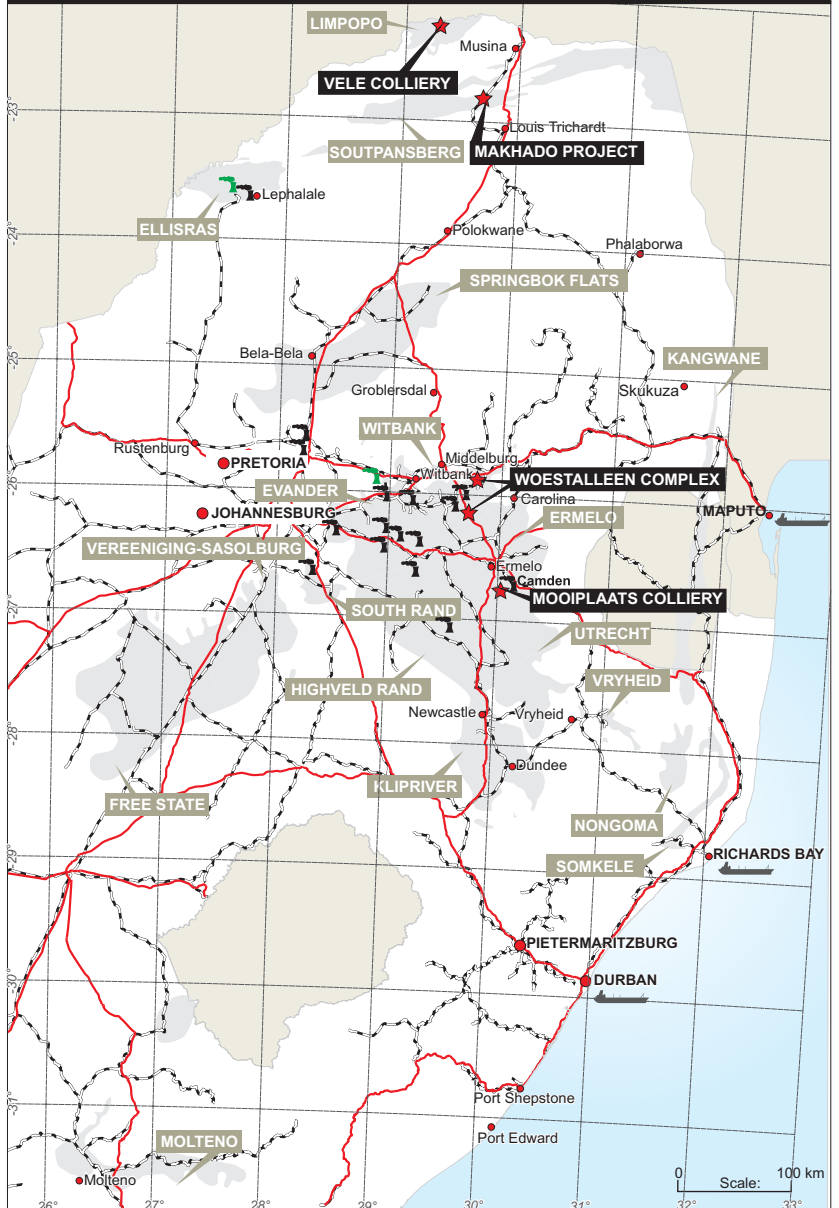 LIMPOPO
Musina
VELE COLLIERY
-23°
Louis Trichardt
SOUTPANSBERG
MAKHADO PROJECT
Lephalale
ELLISRAS
-24°
Polokwane
Phalaborwa
SPRINGBOK FLATS
Bela-Bela
-25°
KANGWANE
Groblersdal
Skukuza
WITBANK
Rustenburg
Middelburg
PRETORIA
Witbank
WOESTALLEEN COMPLEX
-26°
EVANDER
Carolina
JOHANNESBURG
MAPUTO
ERMELO
VEREENIGING-SASOLBURG
Ermelo
Camden
MOOIPLAATS COLLIERY
-27°
SOUTH RAND
UTRECHT
HIGHVELD RAND
VRYHEID
Newcastle
Vryheid
-28°
Dundee
KLIPRIVER
FREE STATE
NONGOMA
-29°
RICHARDS BAY
SOMKELE
PIETERMARITZBURG
-30°
DURBAN
-31°
Port Shepstone
Port Edward
MOLTENO
Molteno
0
100 km
Scale:
26°
27°
28°
29°
30°
31°
32°
33°